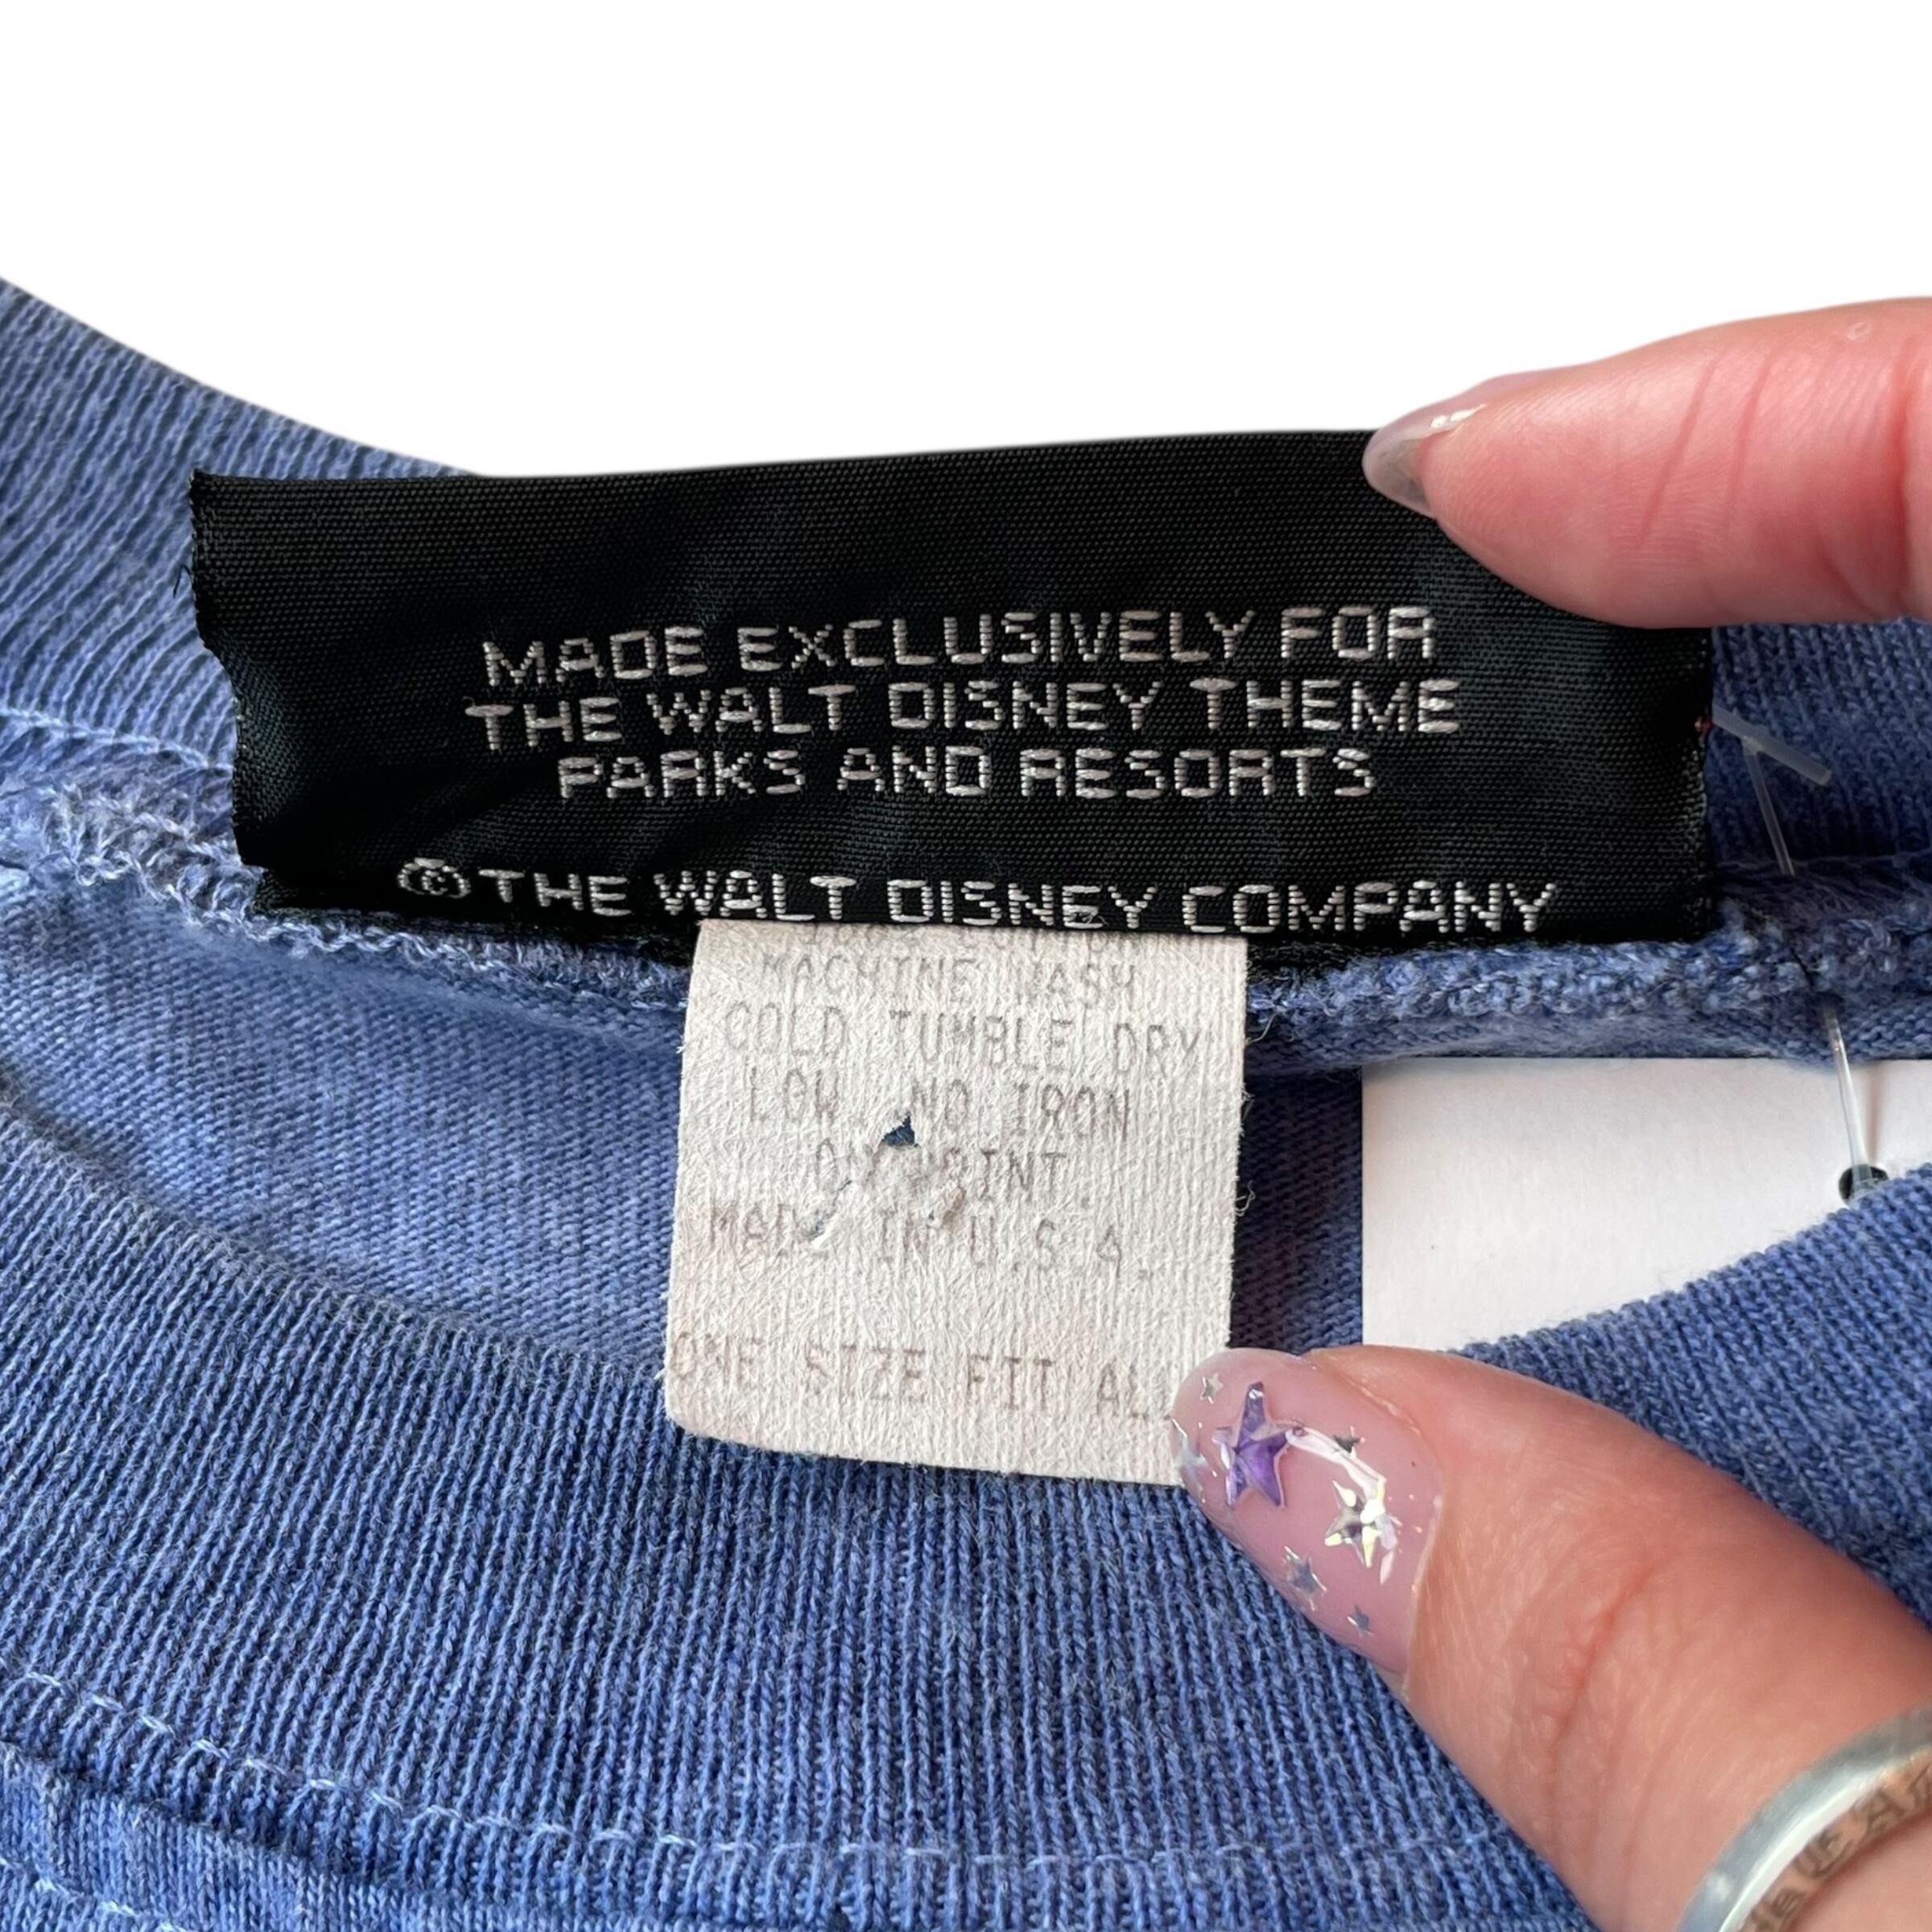 MADE EXCLUSIVELY FOR
THE WALT DISNEY THEME
PARKS AND RESORTS
© THE WALT DISNEY COMPANY
MACHINE WASH
COLD TUMBLE DRY
LOW. NO IRON
MADE IN U.S.A.
ONE SIZE FIT